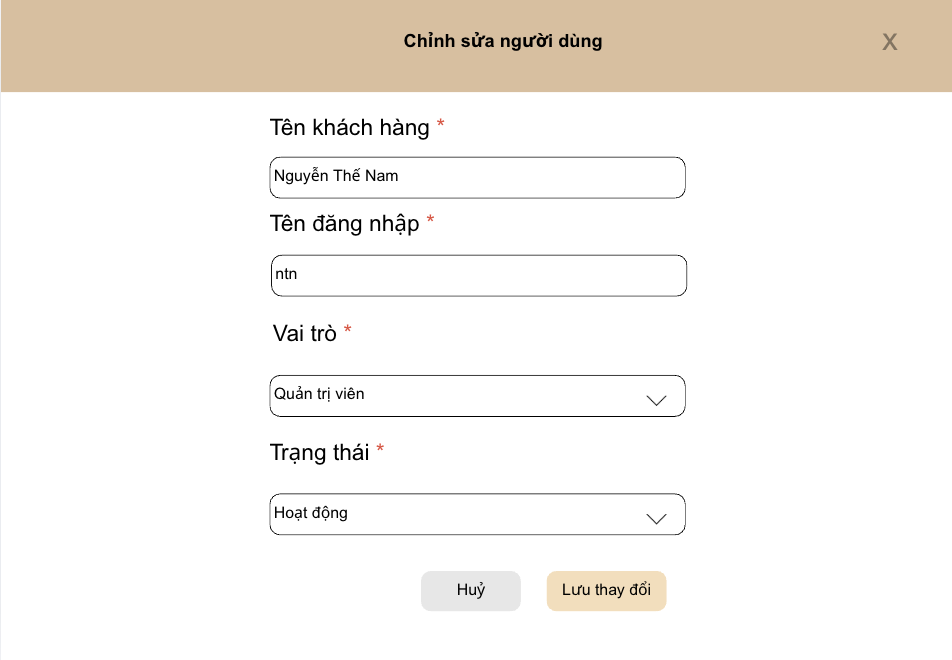 Chỉnh sửa người dùng
X
Tên khách hàng *
Nguyễn Thế Nam
Tên đăng nhập *
ntn
Vai trò *
Quản trị viên
Trạng thái *
Hoạt động
Huỷ
Lưu thay đổi